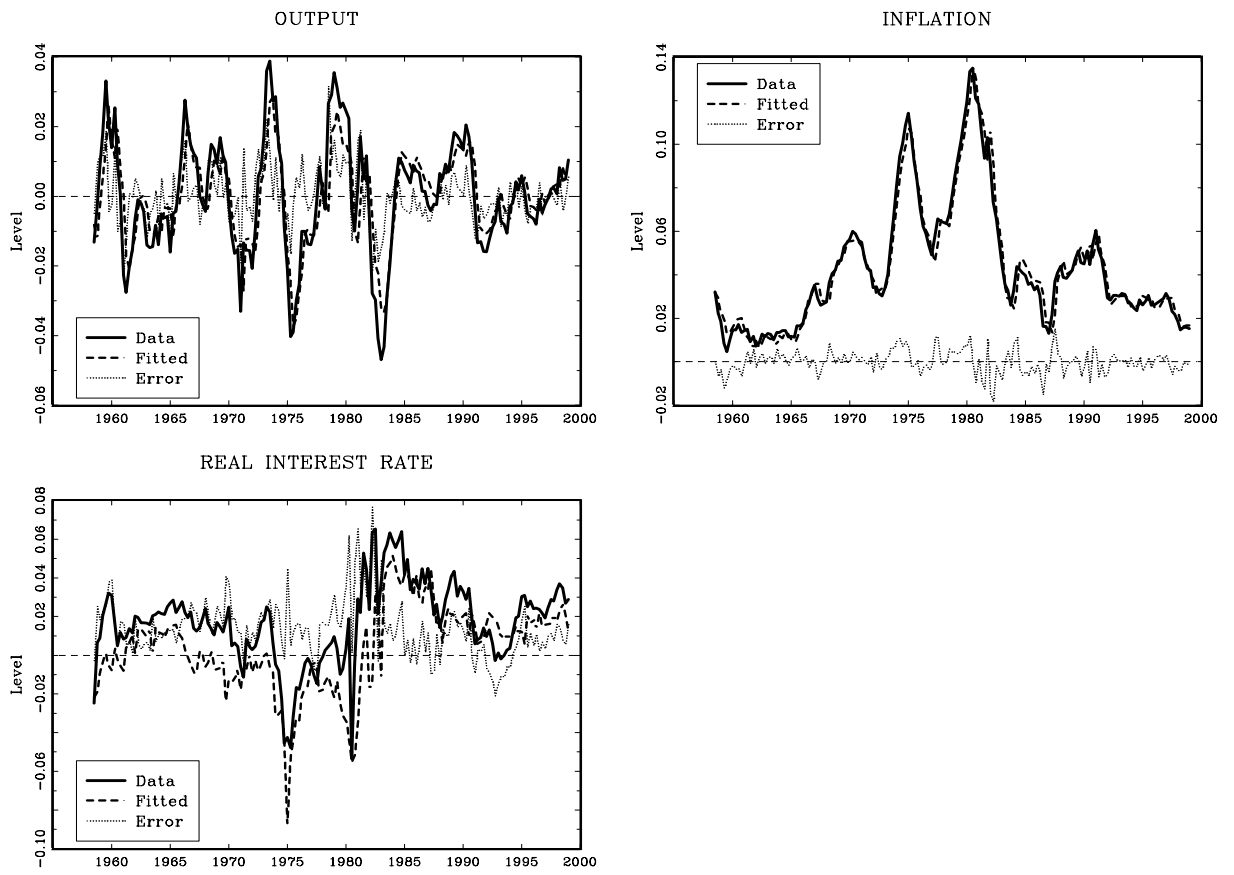 OUTPUT
Level
0.04
0.02
0.00
−0.02
−0.04
−0.06
Data
Fitted
Error
1960 1965 1970 1975 1980 1985 1990 1995 2000
INFLATION
Level
0.14
0.10
0.06
0.02
−0.02
Data
Fitted
Error
1960 1965 1970 1975 1980 1985 1990 1995 2000
REAL INTEREST RATE
Level
0.08
0.06
0.04
0.02
−0.02
−0.06
−0.10
Data
Fitted
Error
1960 1965 1970 1975 1980 1985 1990 1995 2000